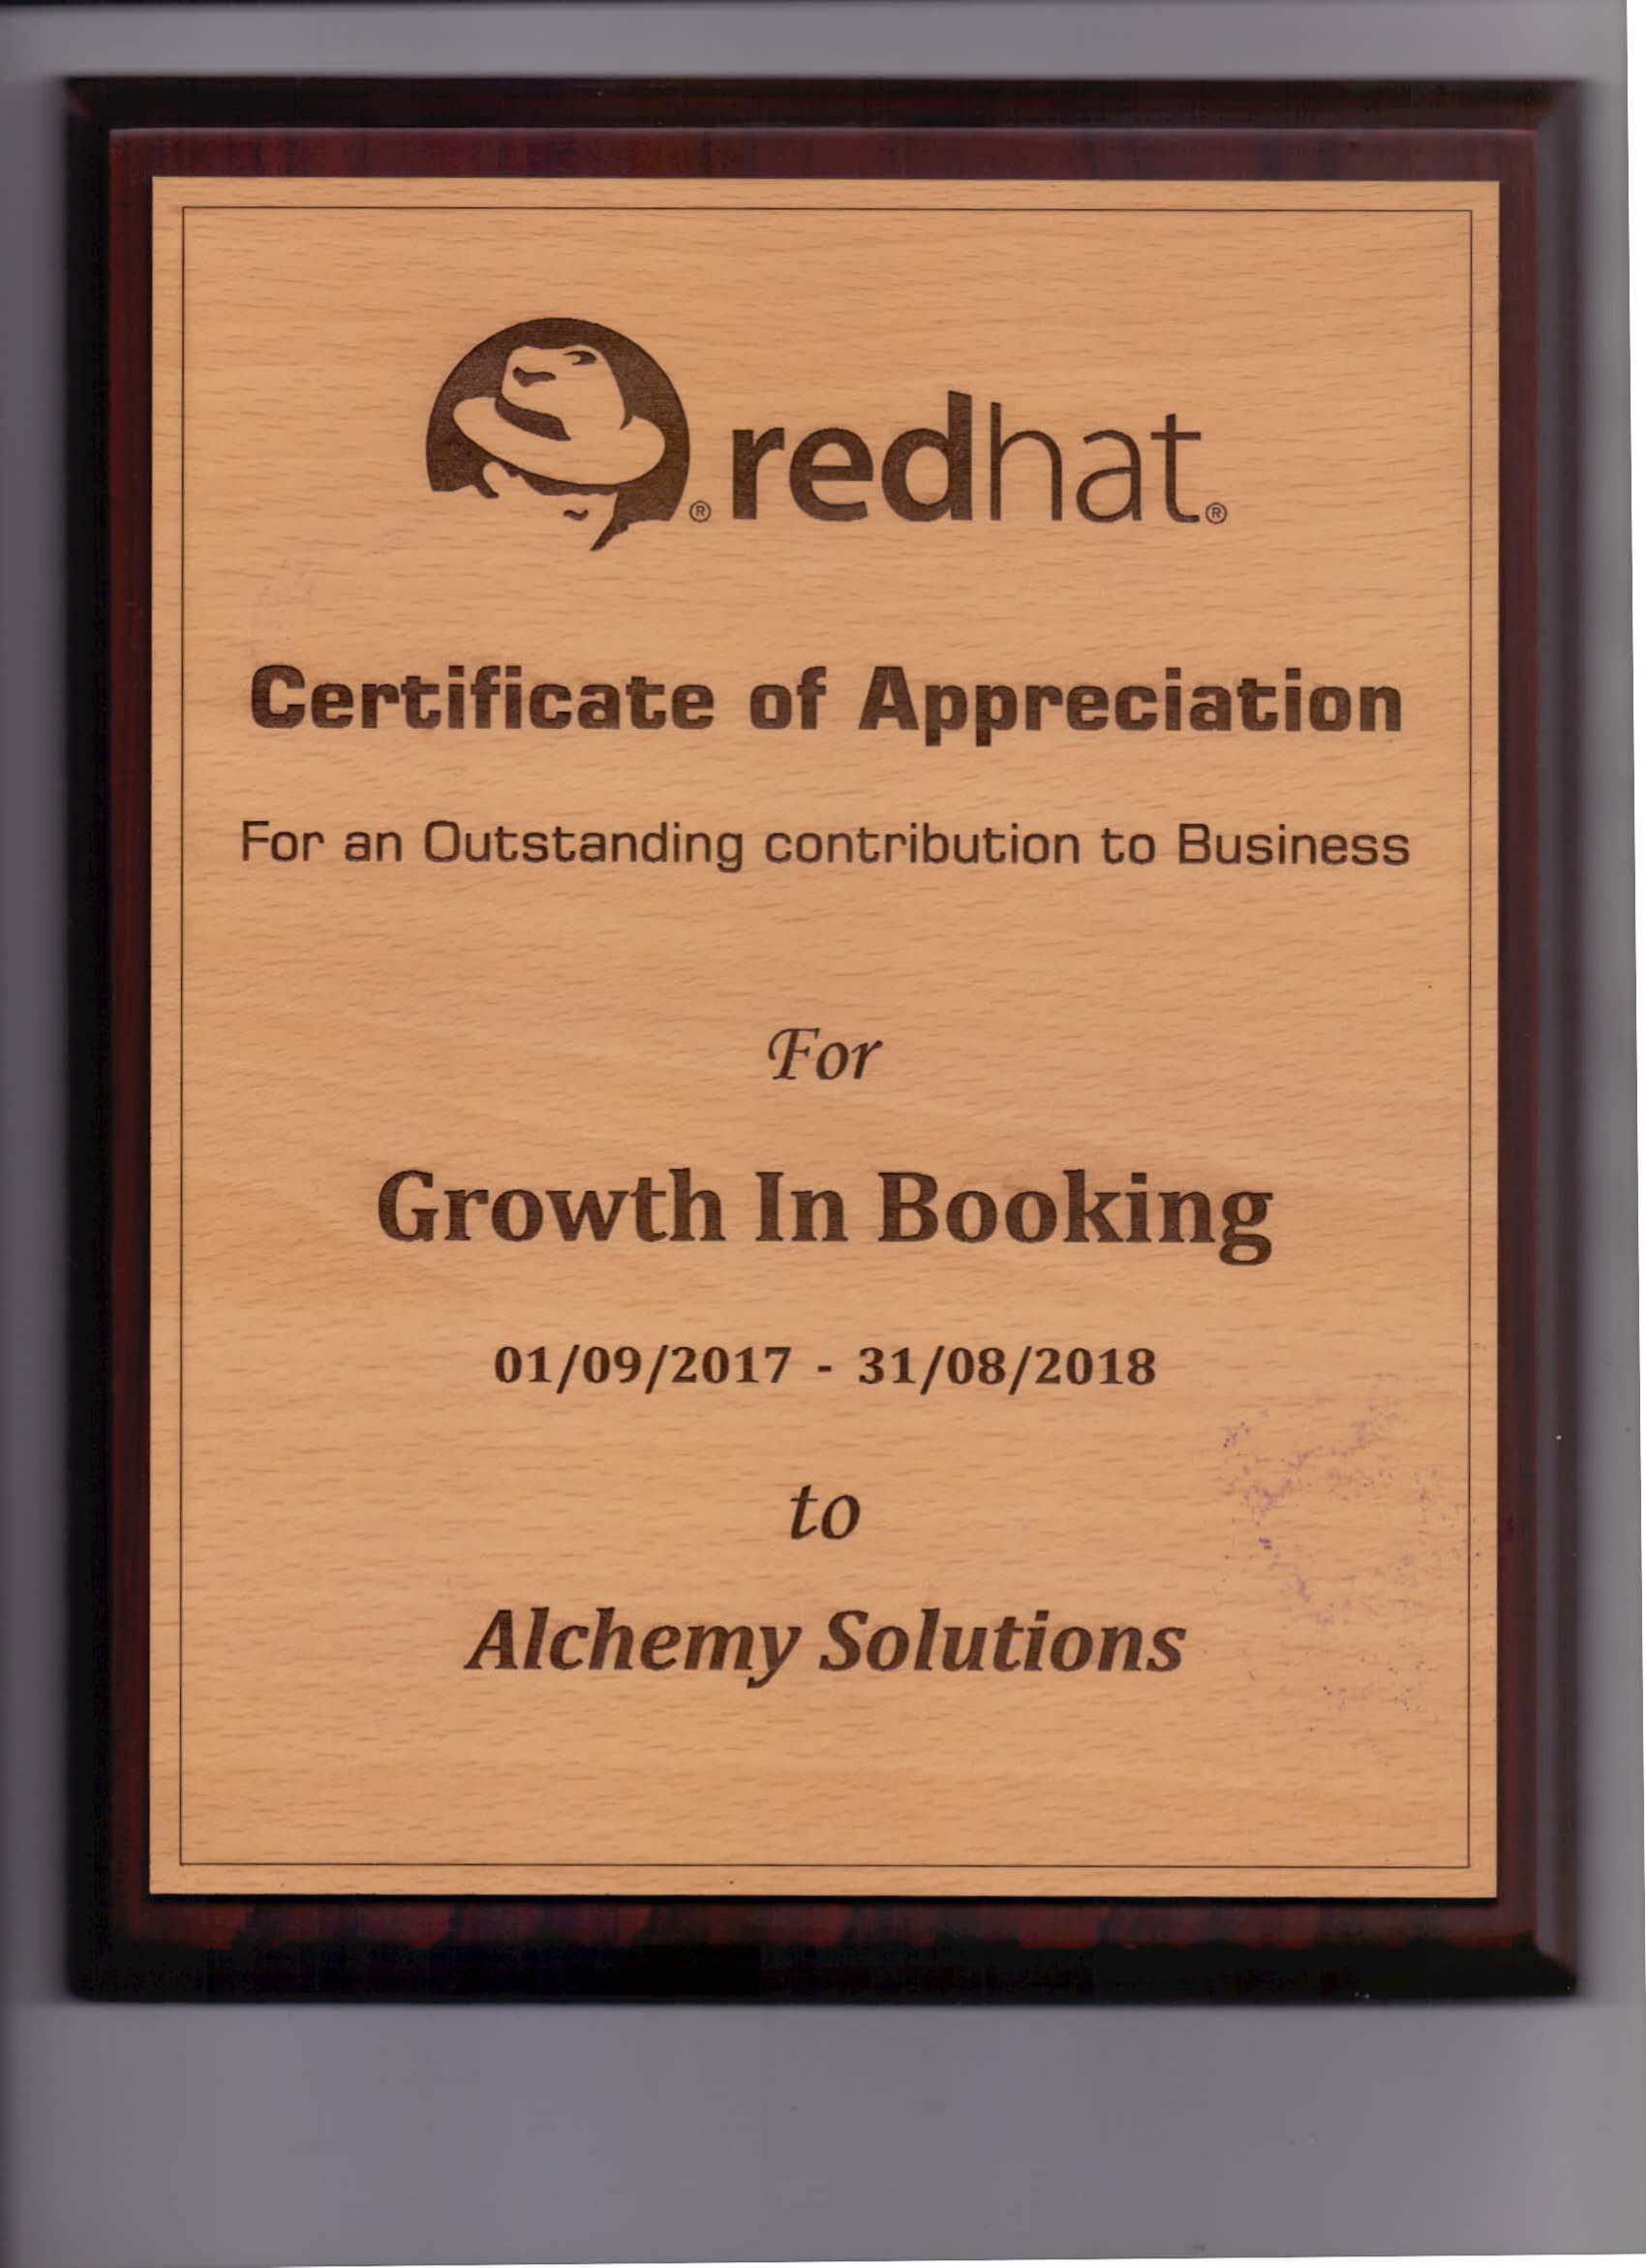 ® redhat®
Certificate of Appreciation
For an Outstanding contribution to Business
For
Growth In Booking
01/09/2017 - 31/08/2018
to
Alchemy Solutions